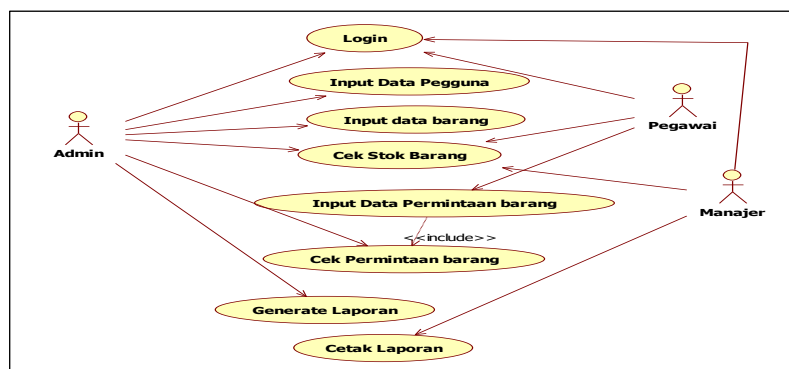 Login
Input Data Pegguna
Input data barang
Pegawai
Admin
Cek Stok Barang
Input Data Permintaan barang
Manajer
<<include>>
Cek Permintaan barang
Generate Laporan
Cetak Laporan